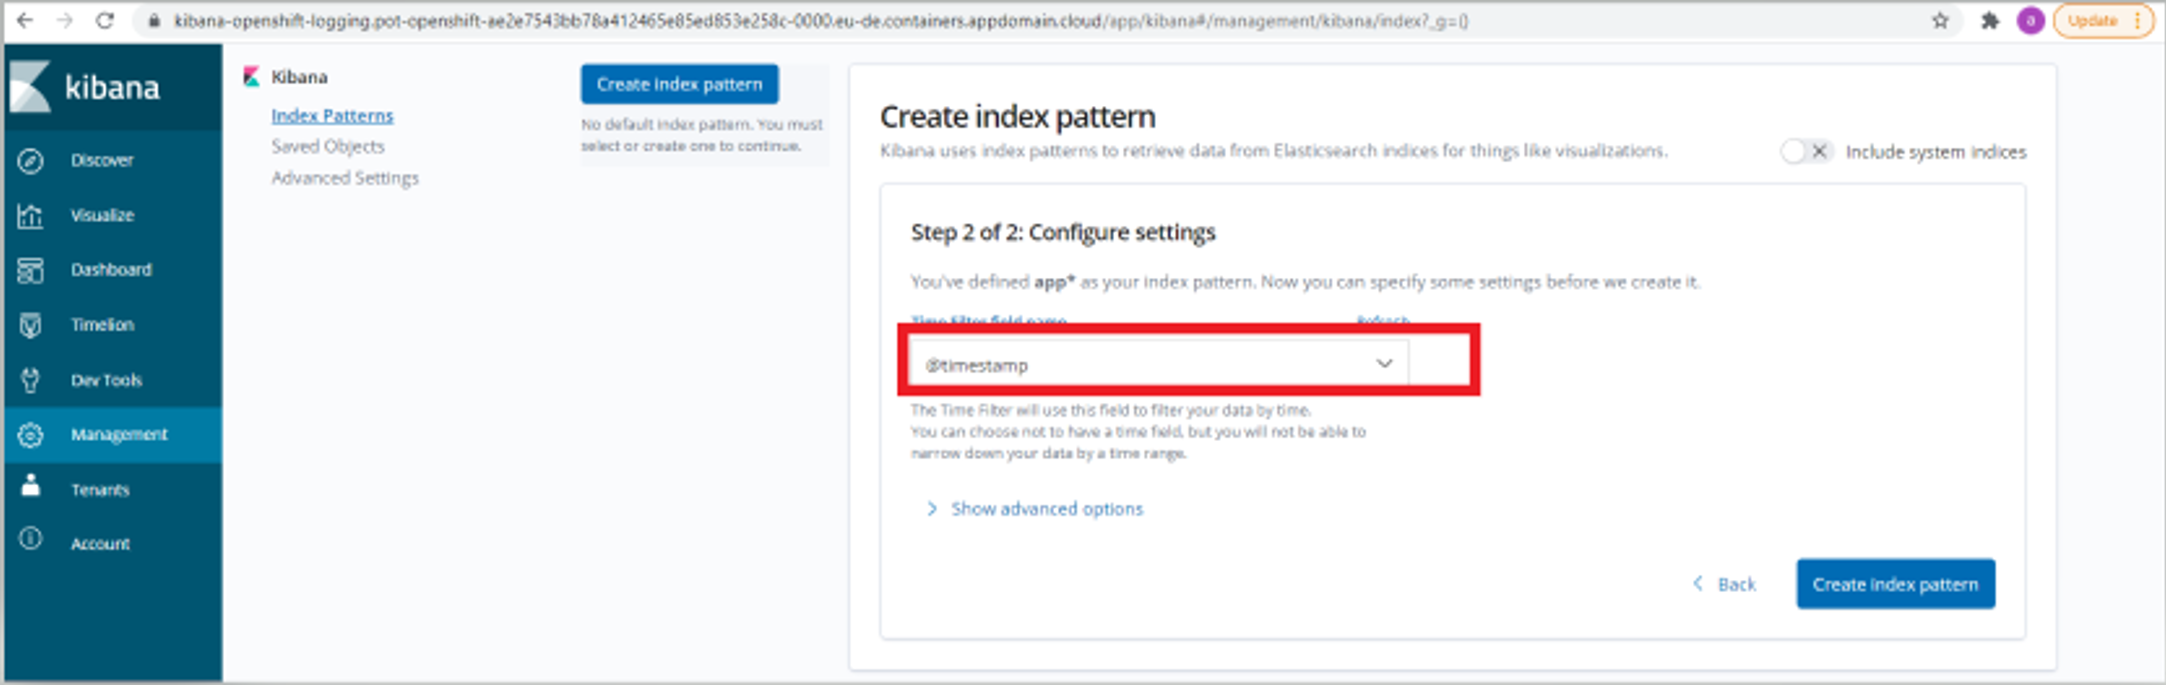 kibana-openshift-logging.pot-openshift-ae2e7543bb78a412465e85ed853e258c-0000.eu-de.containers.appdomain.cloud/app/kibana#/management/kibana/index?_g=()
a
Update
kibana
Discover
Visualize
Dashboard
Timelion
Dev Tools
Management
Tenants
Account
Kibana
Index Patterns
Saved Objects
Advanced Settings
Create index pattern
No default index pattern. You must
select or create one to continue.
Create index pattern
Kibana uses index patterns to retrieve data from Elasticsearch indices for things like visualizations.
Include system indices
Step 2 of 2: Configure settings
You've defined app* as your index pattern. Now you can specify some settings before we create it.
Time Filter field name
Refresh
@timestamp
The Time Filter will use this field to filter your data by time.
You can choose not to have a time field, but you will not be able to
narrow down your data by a time range.
Show advanced options
Back
Create index pattern